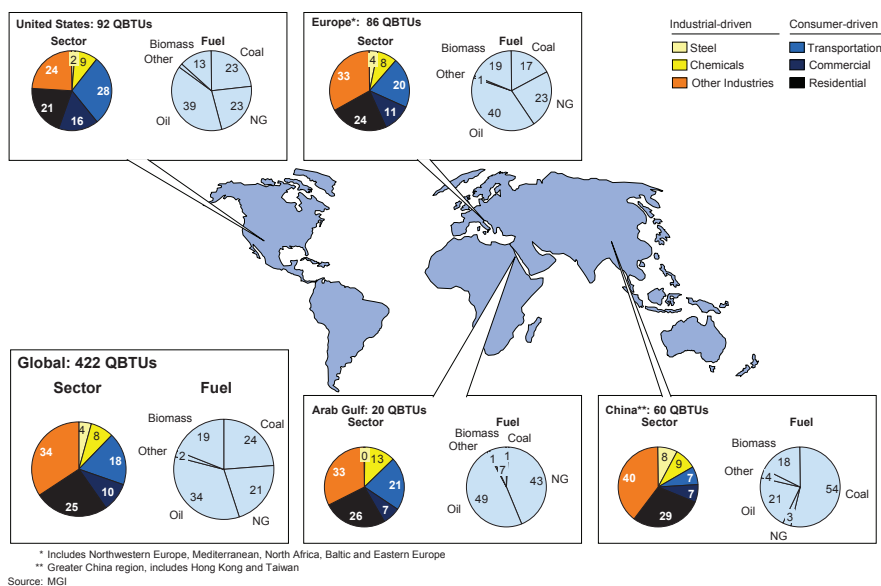 United States: 92 QBTUs
Sector Fuel
2 9 28 16 21 24
Biomass Other Coal NG Oil
13 23 23 39
Europe*: 86 QBTUs
Sector Fuel
4 8 20 11 24 33
Biomass Other Coal NG Oil
19 17 23 40 1
Industrial-driven Consumer-driven
Steel Transportation
Chemicals Commercial
Other Industries Residential
Global: 422 QBTUs
Sector Fuel
4 8 18 10 25 34
Biomass Other Coal NG Oil
19 24 21 34 -2
Arab Gulf: 20 QBTUs
Sector Fuel
0 13 21 7 26 33
Biomass Other Coal NG Oil
1 1 7 43 49
China**: 60 QBTUs
Sector Fuel
8 9 7 7 29 40
Biomass Other Coal NG Oil
18 54 3 21 -4
* Includes Northwestern Europe, Mediterranean, North Africa, Baltic and Eastern Europe
** Greater China region, includes Hong Kong and Taiwan
Source: MGI